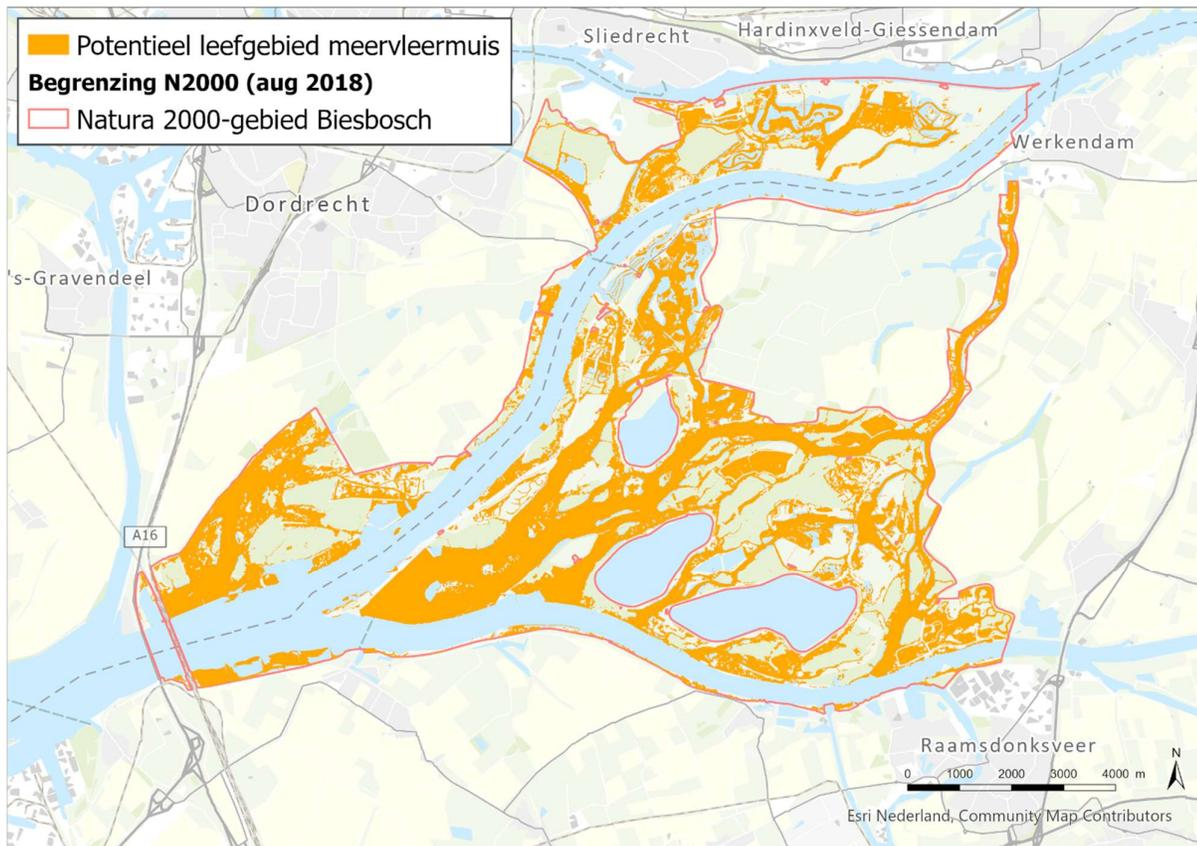 Potentieel leefgebied meervleermuis
Begrenzing N2000 (aug 2018)
Natura 2000-gebied Biesbosch
Sliedrecht
Hardinxveld-Giessendam
Werkendam
Dordrecht
's-Gravendeel
A16
Raamsdonksveer
N
0 1000 2000 3000 4000 m
Esri Nederland, Community Map Contributors